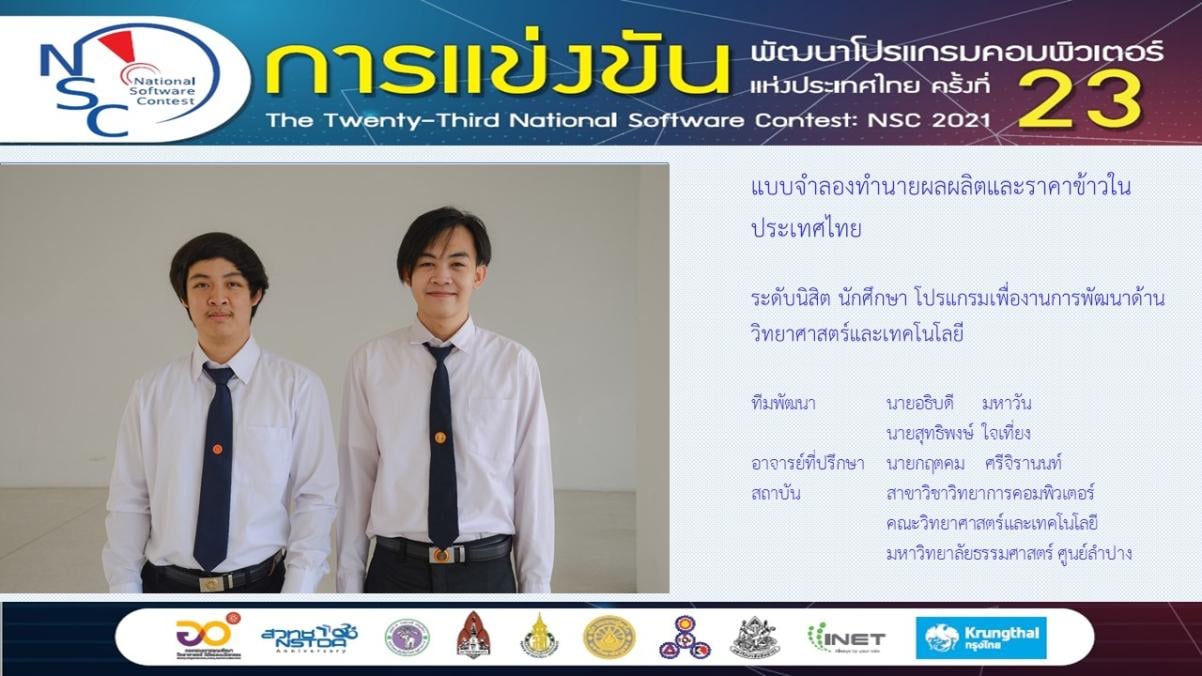 NSC
National
Software
Contest
การแข่งขัน
พัฒนาโปรแกรมคอมพิวเตอร์
แห่งประเทศไทย ครั้งที่
23
The Twenty-Third National Software Contest: NSC 2021
แบบจำลองทำนายผลผลิตและราคาข้าวใน
ประเทศไทย
ระดับนิสิต นักศึกษา โปรแกรมเพื่องานการพัฒนาด้าน
วิทยาศาสตร์และเทคโนโลยี
ทีมพัฒนา นายอธิบดี มหาวัน
นายสุทธิพงษ์ ใจเที่ยง
อาจารย์ที่ปรึกษา นายกฤตคม ศรีจิรานนท์
สถาบัน สาขาวิชาวิทยาการคอมพิวเตอร์
คณะวิทยาศาสตร์และเทคโนโลยี
มหาวิทยาลัยธรรมศาสตร์ ศูนย์ลำปาง
สวทช
NSTDA
Anniversary
INET
Krungthai
กรุงไทย